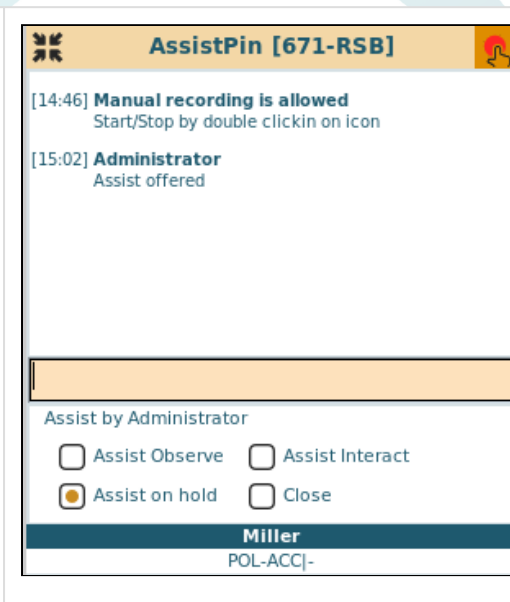 AssistPin [671-RSB]
[14:46] Manual recording is allowed
Start/Stop by double clickin on icon
[15:02] Administrator
Assist offered
Assist by Administrator
Assist Observe Assist Interact
Assist on hold Close
Miller
POL-ACC|-